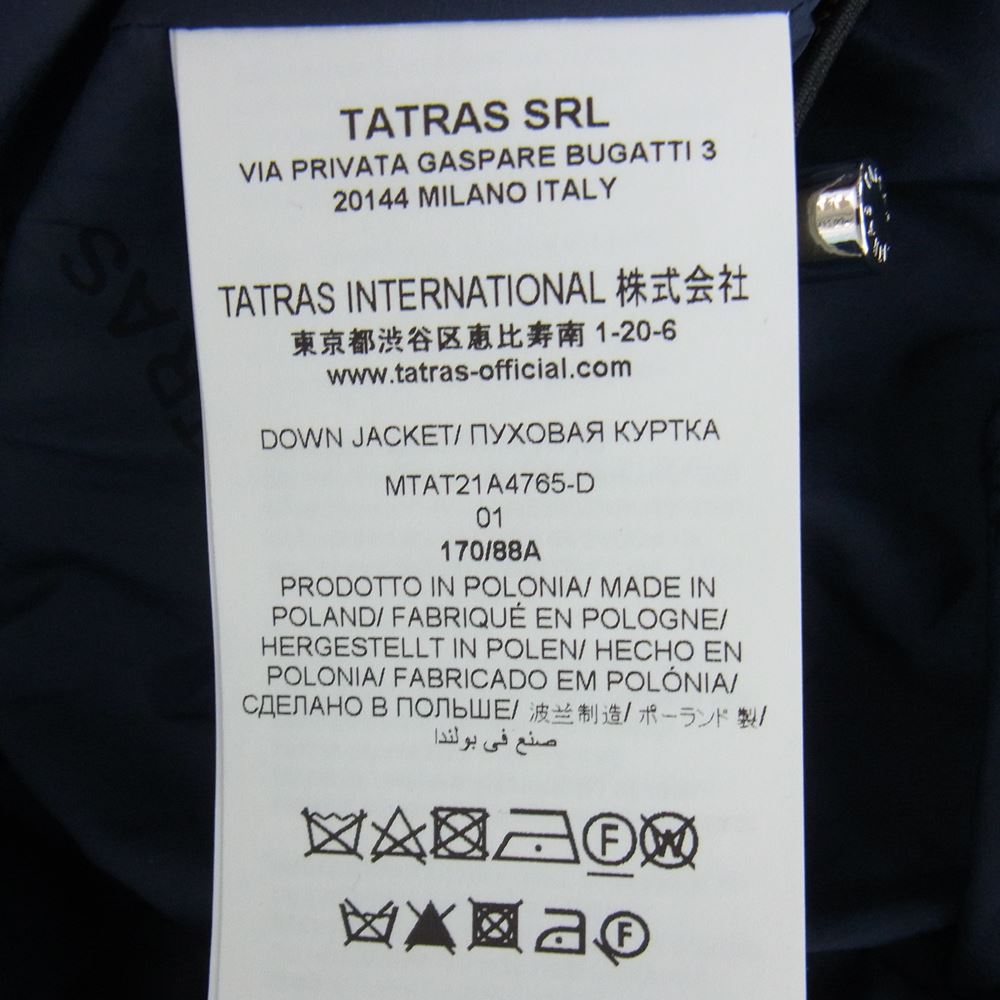 TATRAS SRL
VIA PRIVATA GASPARE BUGATTI 3
20144 MILANO ITALY
TATRAS INTERNATIONAL 株式会社
東京都渋谷区恵比寿南 1-20-6
www.tatras-official.com
DOWN JACKET/ ПУХОВАЯ КУРТКА
MTAT21A4765-D
01
170/88A
PRODOTTO IN POLONIA/ MADE IN
POLAND/ FABRIQUÉ EN POLOGNE/
HERGESTELLT IN POLEN/ HECHO EN
POLONIA/ FABRICADO EM POLÓNIA/
СДЕЛАНО В ПОЛЬШЕ/ 波兰制造/ ポーランド 製/
صنع في بولندا
F W
F
TRAS